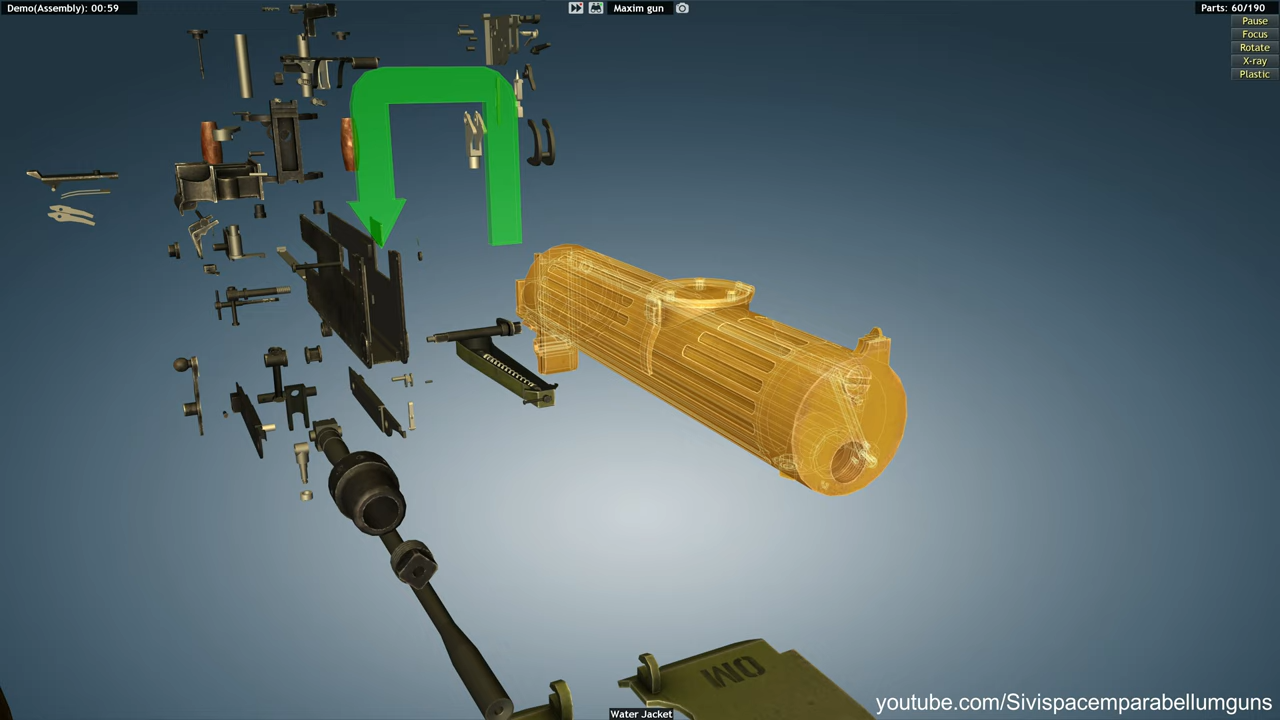 Demo(Assembly): 00:59
Maxim gun
Parts: 60/190
Pause
Focus
Rotate
X-ray
Plastic
OM
Water Jacket
youtube.com/Sivispacemparabellumguns